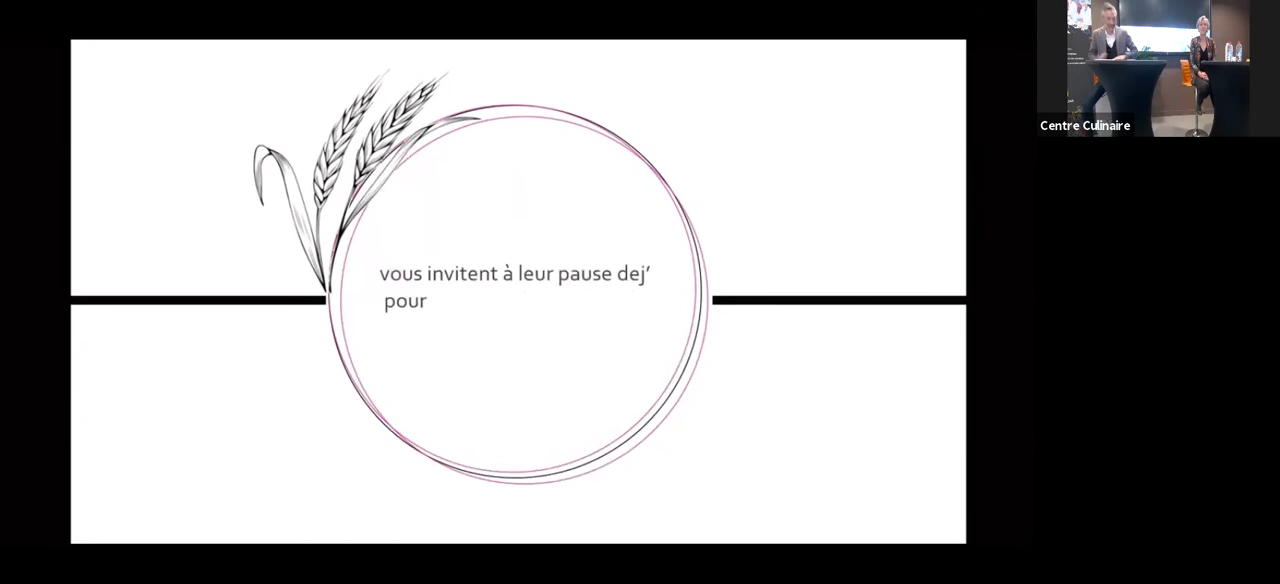 vous invitent à leur pause dej’
pour
Centre Culinaire